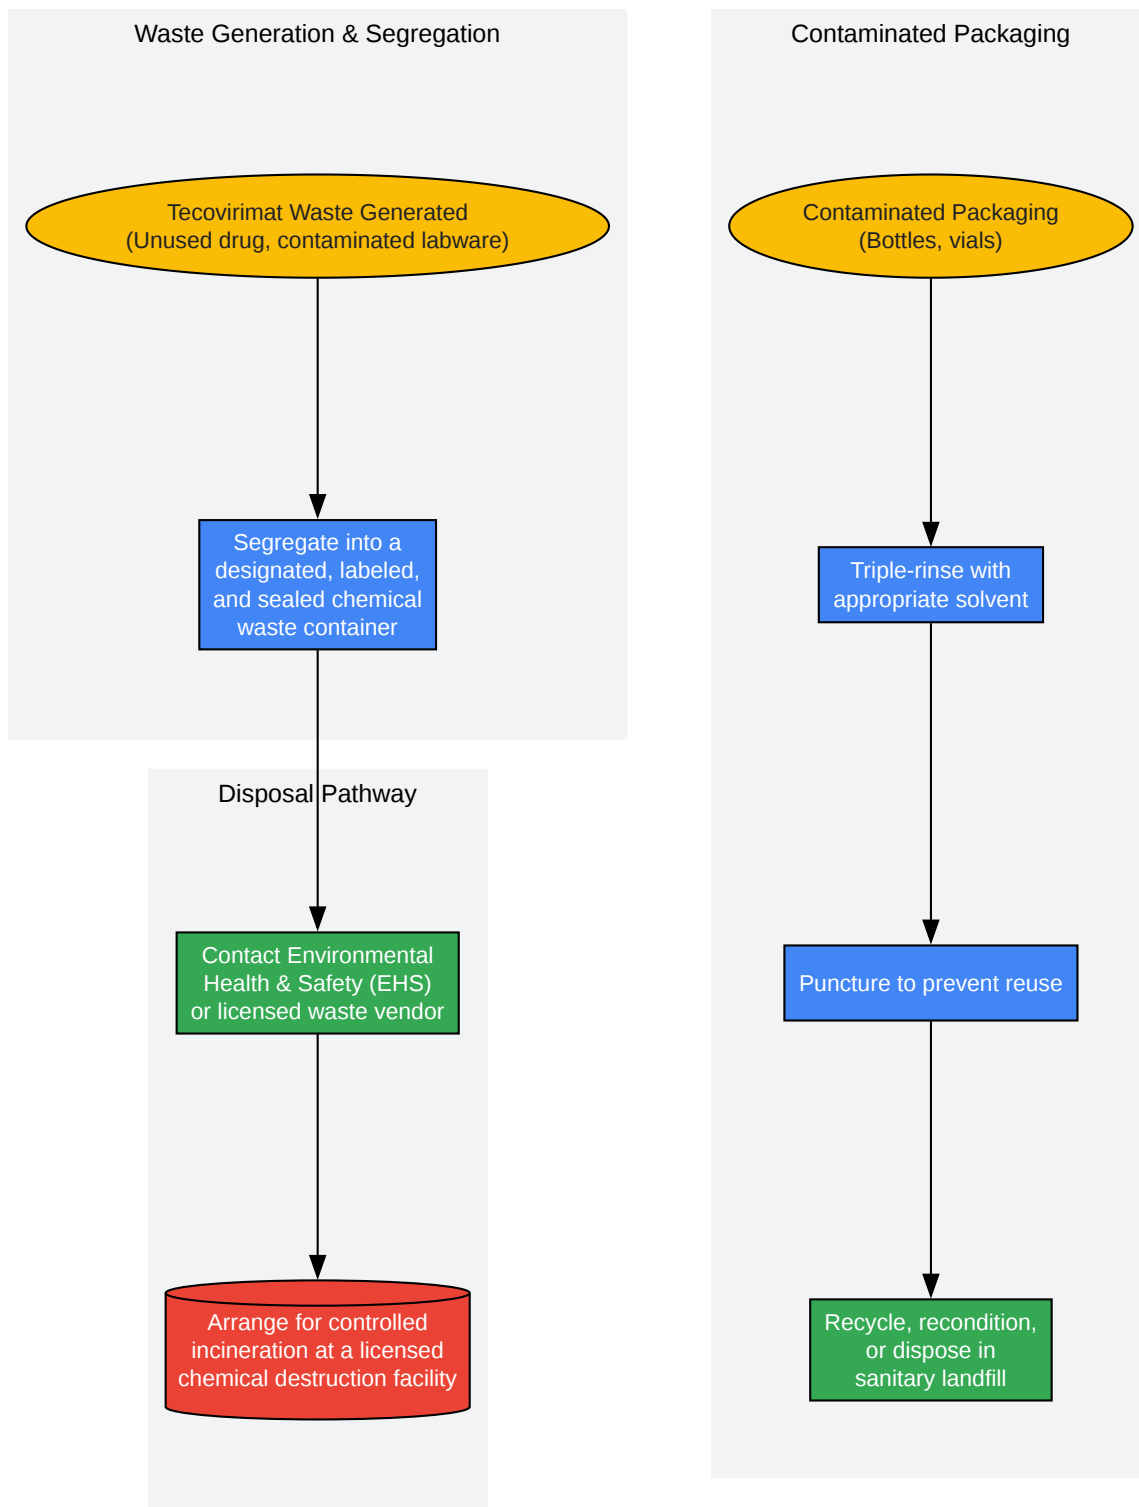 Waste Generation & Segregation
Tecovirimat Waste Generated
(Unused drug, contaminated labware)
Segregate into a
designated, labeled,
and sealed chemical
waste container
Disposal Pathway
Contact Environmental
Health & Safety (EHS)
or licensed waste vendor
Arrange for controlled
incineration at a licensed
chemical destruction facility
Contaminated Packaging
Contaminated Packaging
(Bottles, vials)
Triple-rinse with
appropriate solvent
Puncture to prevent reuse
Recycle, recondition,
or dispose in
sanitary landfill